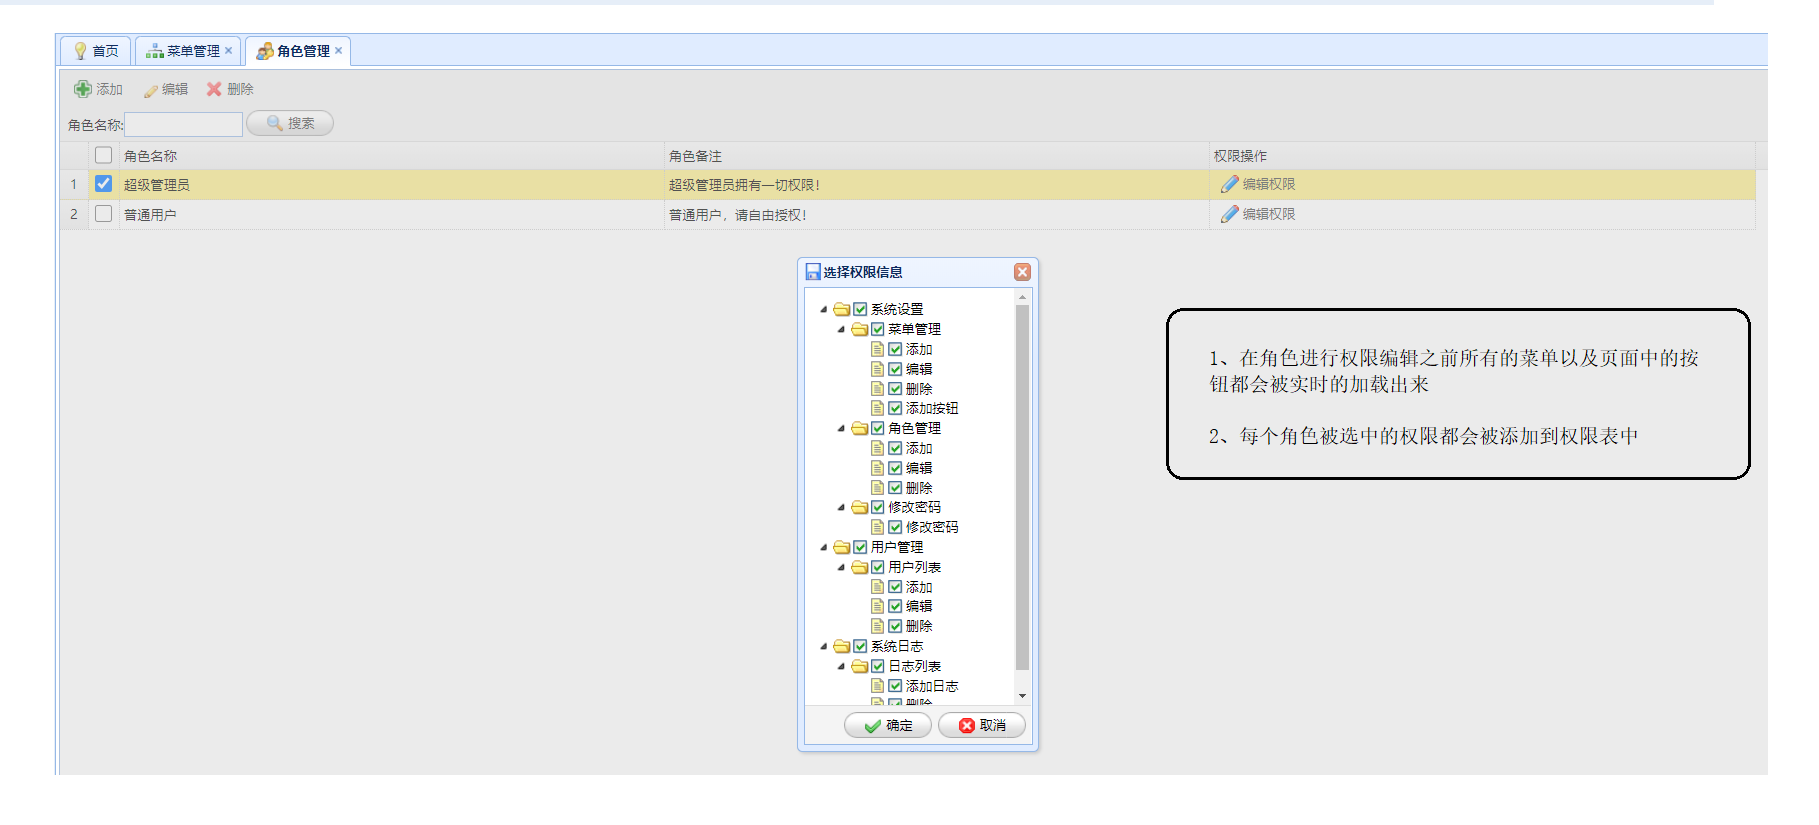 首页 菜单管理 × 角色管理 ×
添加 编辑 删除
角色名称: 搜索
角色名称 角色备注 权限操作
1 超级管理员 超级管理员拥有一切权限! 编辑权限
2 普通用户 普通用户，请自由授权! 编辑权限
选择权限信息
系统设置
菜单管理
添加
编辑
删除
添加按钮
角色管理
添加
编辑
删除
修改密码
修改密码
用户管理
用户列表
添加
编辑
删除
系统日志
日志列表
添加日志
删除
确定 取消
1、在角色进行权限编辑之前所有的菜单以及页面中的按
钮都会被实时的加载出来
2、每个角色被选中的权限都会被添加到权限表中